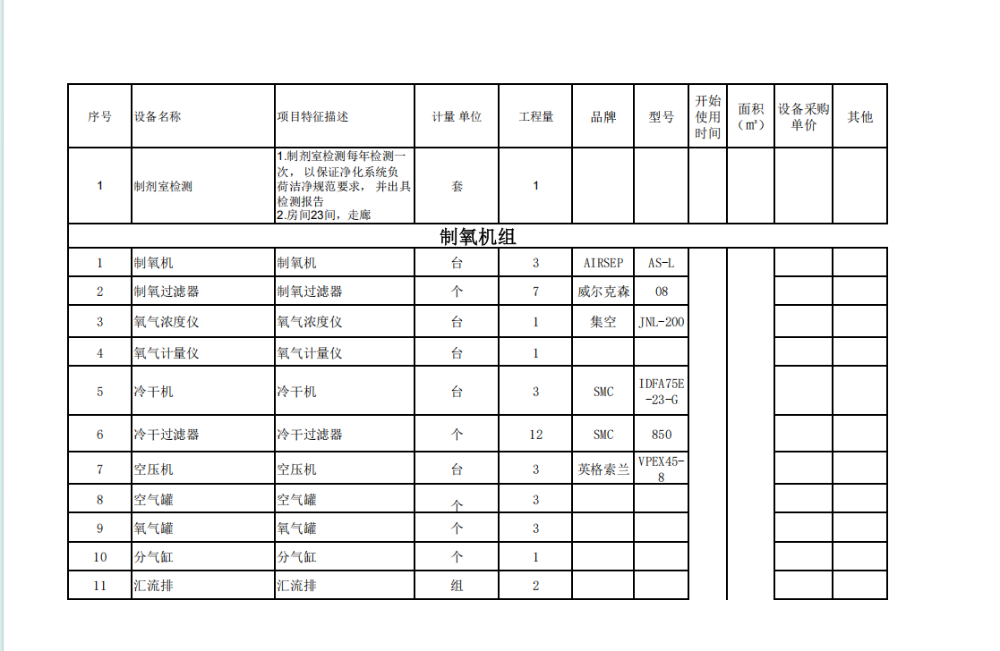 序号 设备名称 项目特征描述 计量 单位 工程量 品牌 型号 开始使用时间 面积（㎡） 设备采购单价 其他
1 制剂室检测 1.制剂室检测每年检测一
次， 以保证净化系统负
荷洁净规范要求， 并出具
检测报告
2.房间23间，走廊 套 1
制氧机组
1 制氧机 制氧机 台 3 AIRSEP AS-L
2 制氧过滤器 制氧过滤器 个 7 威尔克森 08
3 氧气浓度仪 氧气浓度仪 台 1 集空 JNL-200
4 氧气计量仪 氧气计量仪 台 1
5 冷干机 冷干机 台 3 SMC IDFA75E-23-G
6 冷干过滤器 冷干过滤器 个 12 SMC 850
7 空压机 空压机 台 3 英格索兰 VPEX45-8
8 空气罐 空气罐 个 3
9 氧气罐 氧气罐 个 3
10 分气缸 分气缸 个 1
11 汇流排 汇流排 组 2